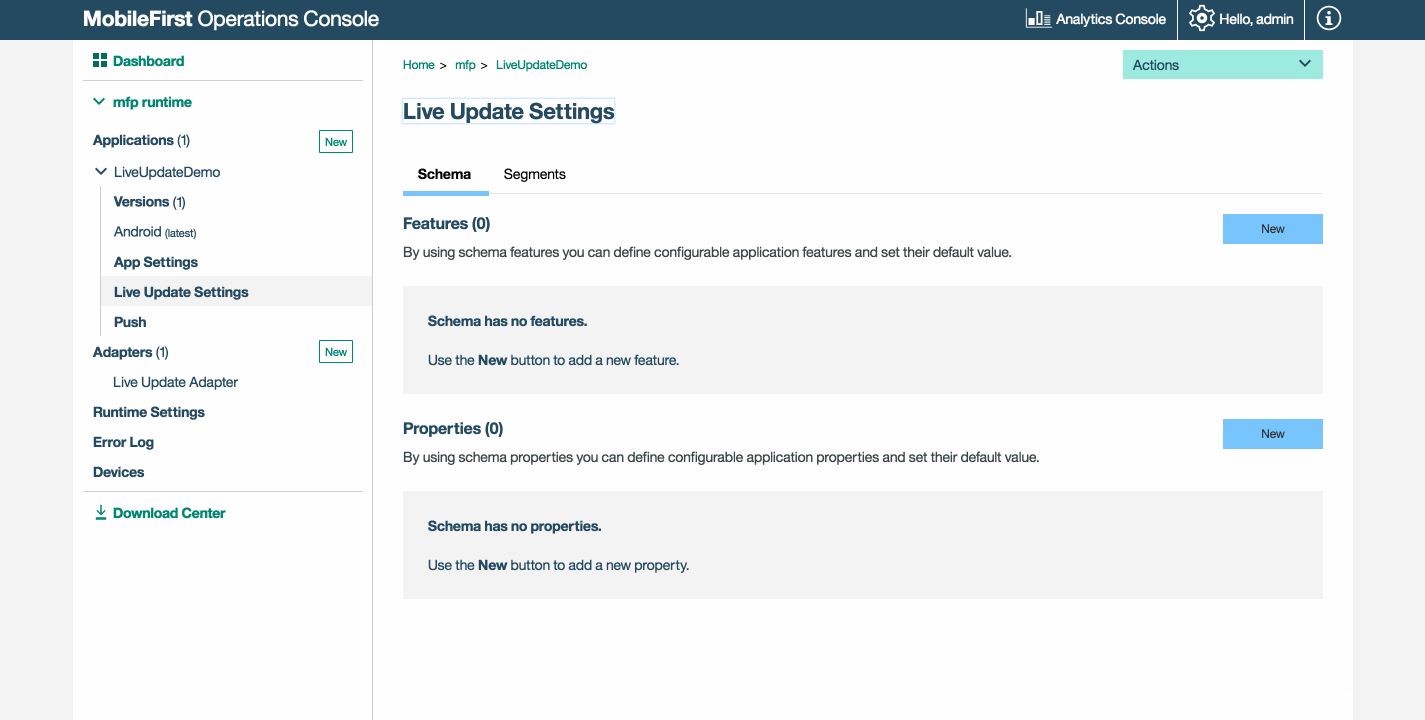 MobileFirst Operations Console
Analytics Console
Hello, admin
Dashboard
mfp runtime
Applications (1)
New
LiveUpdateDemo
Versions (1)
Android (latest)
App Settings
Live Update Settings
Push
Adapters (1)
New
Live Update Adapter
Runtime Settings
Error Log
Devices
Download Center
Home > mfp > LiveUpdateDemo
Actions
Live Update Settings
Schema
Segments
Features (0)
New
By using schema features you can define configurable application features and set their default value.
Schema has no features.
Use the New button to add a new feature.
Properties (0)
New
By using schema properties you can define configurable application properties and set their default value.
Schema has no properties.
Use the New button to add a new property.